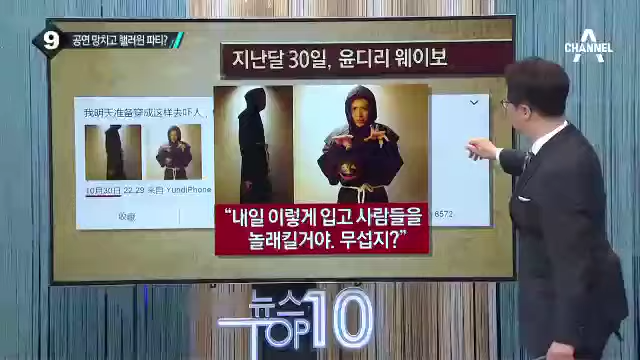 9 공연 망치고 핼러윈 파티?
CHANNEL A
지난달 30일, 윤디리 웨이보
我明天准备穿成这样去吓人
10月30日 22:29 来自 YundiPhone
收藏
6572
“내일 이렇게 입고 사람들을
놀래킬거야. 무섭지?”
뉴스
TOP10